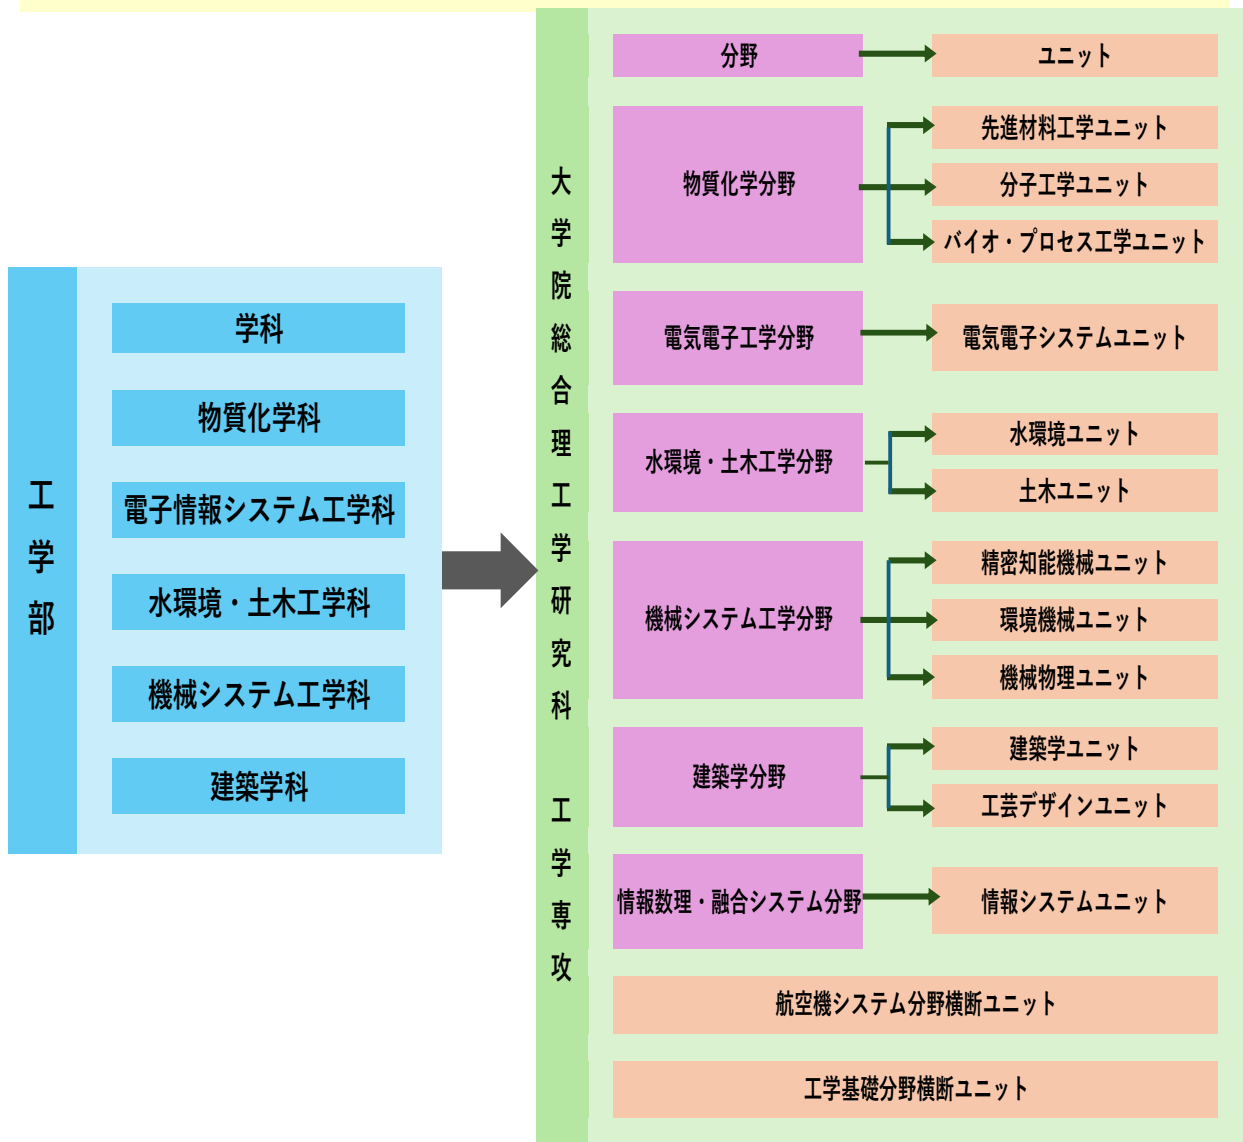 工学部
学科
物質化学科
電子情報システム工学科
水環境・土木工学科
機械システム工学科
建築学科
大学院総合理工学研究科 工学専攻
分野
ユニット
物質化学分野
先進材料工学ユニット
分子工学ユニット
バイオ・プロセス工学ユニット
電気電子工学分野
電気電子システムユニット
水環境・土木工学分野
水環境ユニット
土木ユニット
機械システム工学分野
精密知能機械ユニット
環境機械ユニット
機械物理ユニット
建築学分野
建築学ユニット
工芸デザインユニット
情報数理・融合システム分野
情報システムユニット
航空機システム分野横断ユニット
工学基礎分野横断ユニット